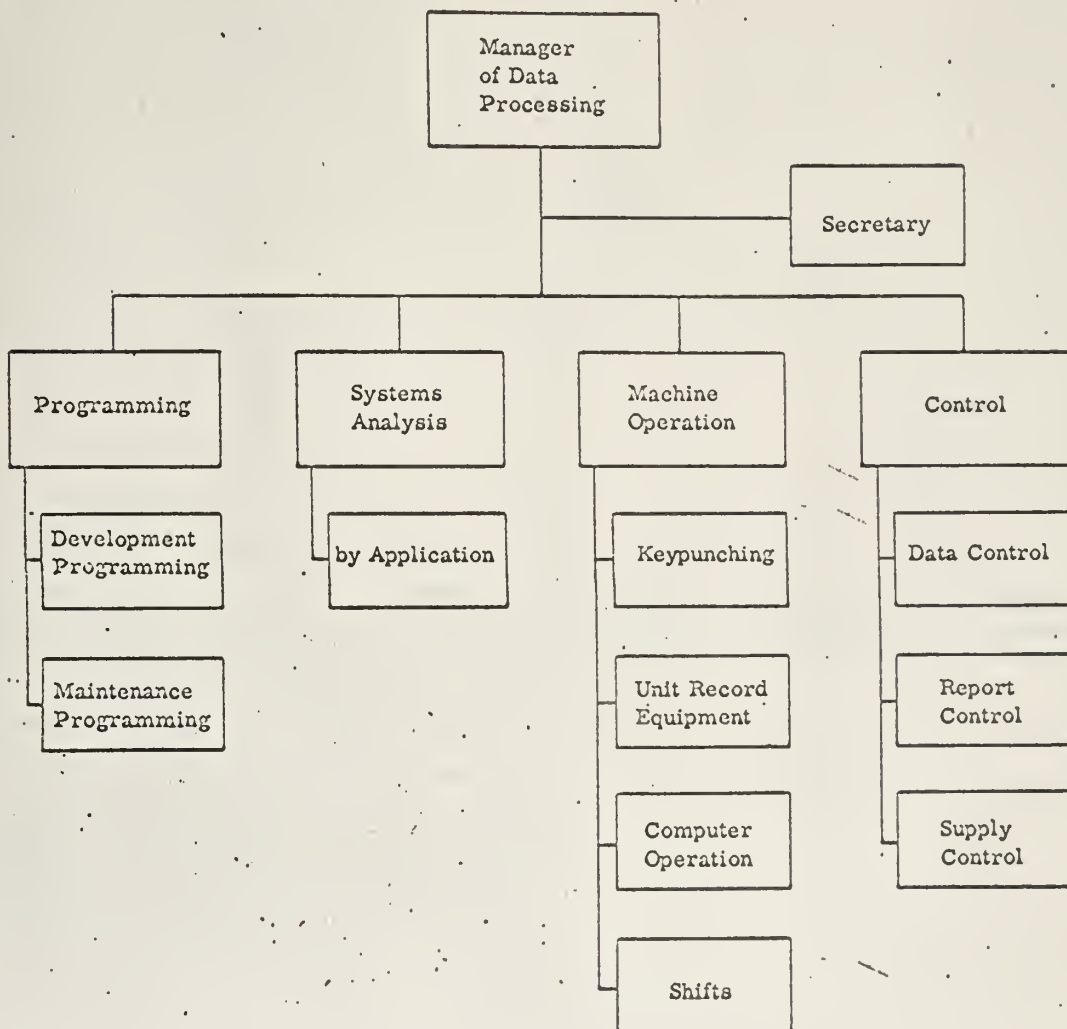 Manager
of Data
Processing
Secretary
Programming
Systems
Analysis
Machine
Operation
Control
Development
Programming
by Application
Keypunching
Data Control
Maintenance
Programming
Unit Record
Equipment
Report
Control
Computer
Operation
Supply
Control
Shifts